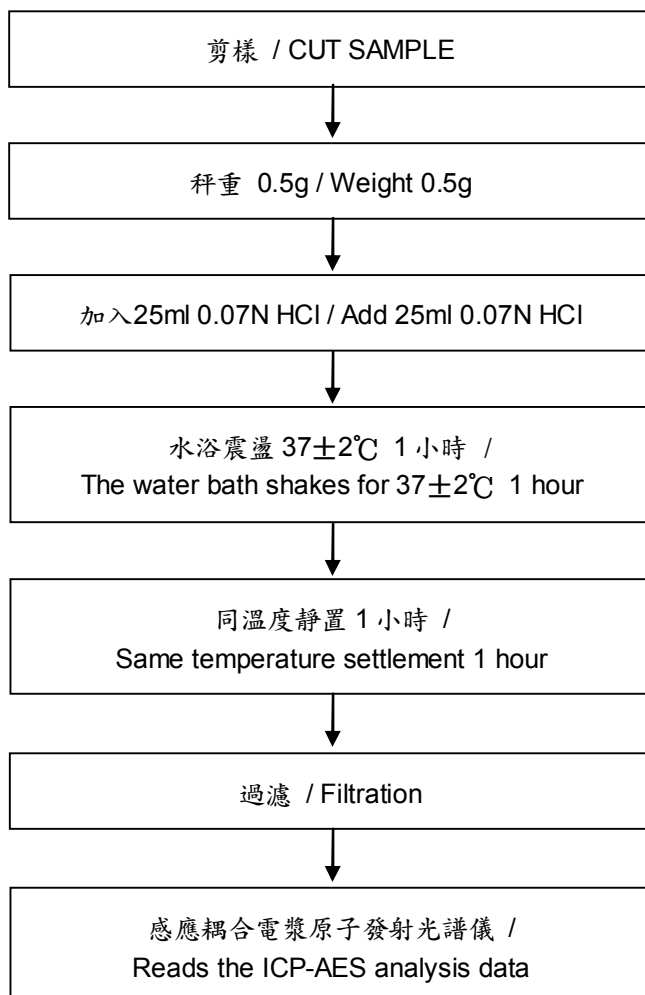 剪樣 / CUT SAMPLE
秤重 0.5g / Weight 0.5g
加入25ml 0.07N HCl / Add 25ml 0.07N HCl
水浴震盪 37±2℃ 1 小時 /
The water bath shakes for 37±2℃ 1 hour
同溫度靜置 1 小時 /
Same temperature settlement 1 hour
過濾 / Filtration
感應耦合電漿原子發射光譜儀 /
Reads the ICP-AES analysis data